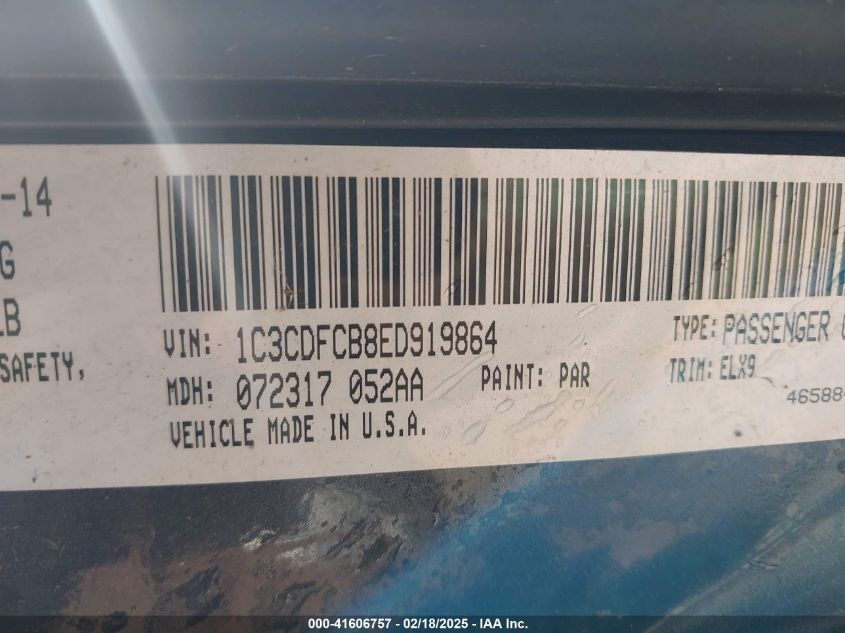 -14
G
LB
SAFETY,
VIN: 1C3CDFCB8ED919864
TYPE: PASSENGER
MDH: 072317 052AA
PAINT: PAR
TRIM: ELX9
VEHICLE MADE IN U.S.A.
46588
000-41606757 - 02/18/2025 - IAA Inc.